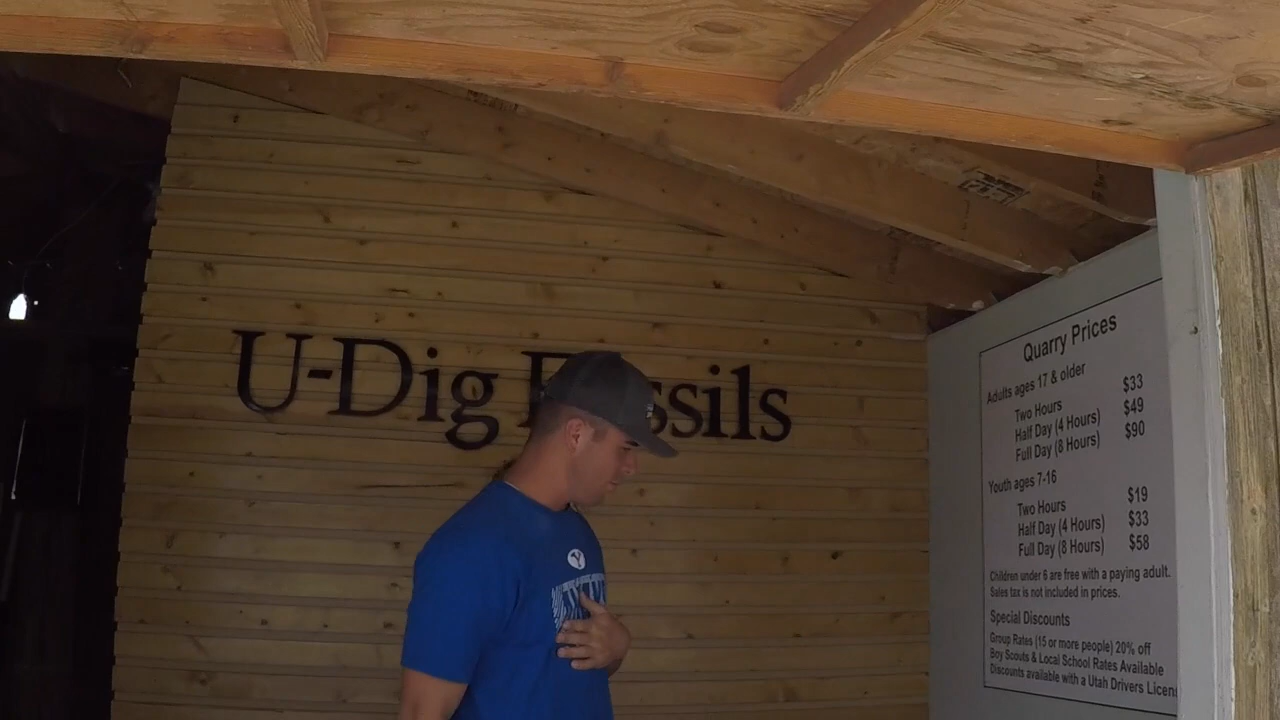 U-Dig Fossils
Y
Quarry Prices
Adults ages 17 & older
Two Hours $33
Half Day (4 Hours) $49
Full Day (8 Hours) $90
Youth ages 7-16
Two Hours $19
Half Day (4 Hours) $33
Full Day (8 Hours) $58
Children under 6 are free with a paying adult.
Sales tax is not included in prices.
Special Discounts
Group Rates (15 or more people) 20% off
Boy Scouts & Local School Rates Available
Discounts available with a Utah Drivers Licen